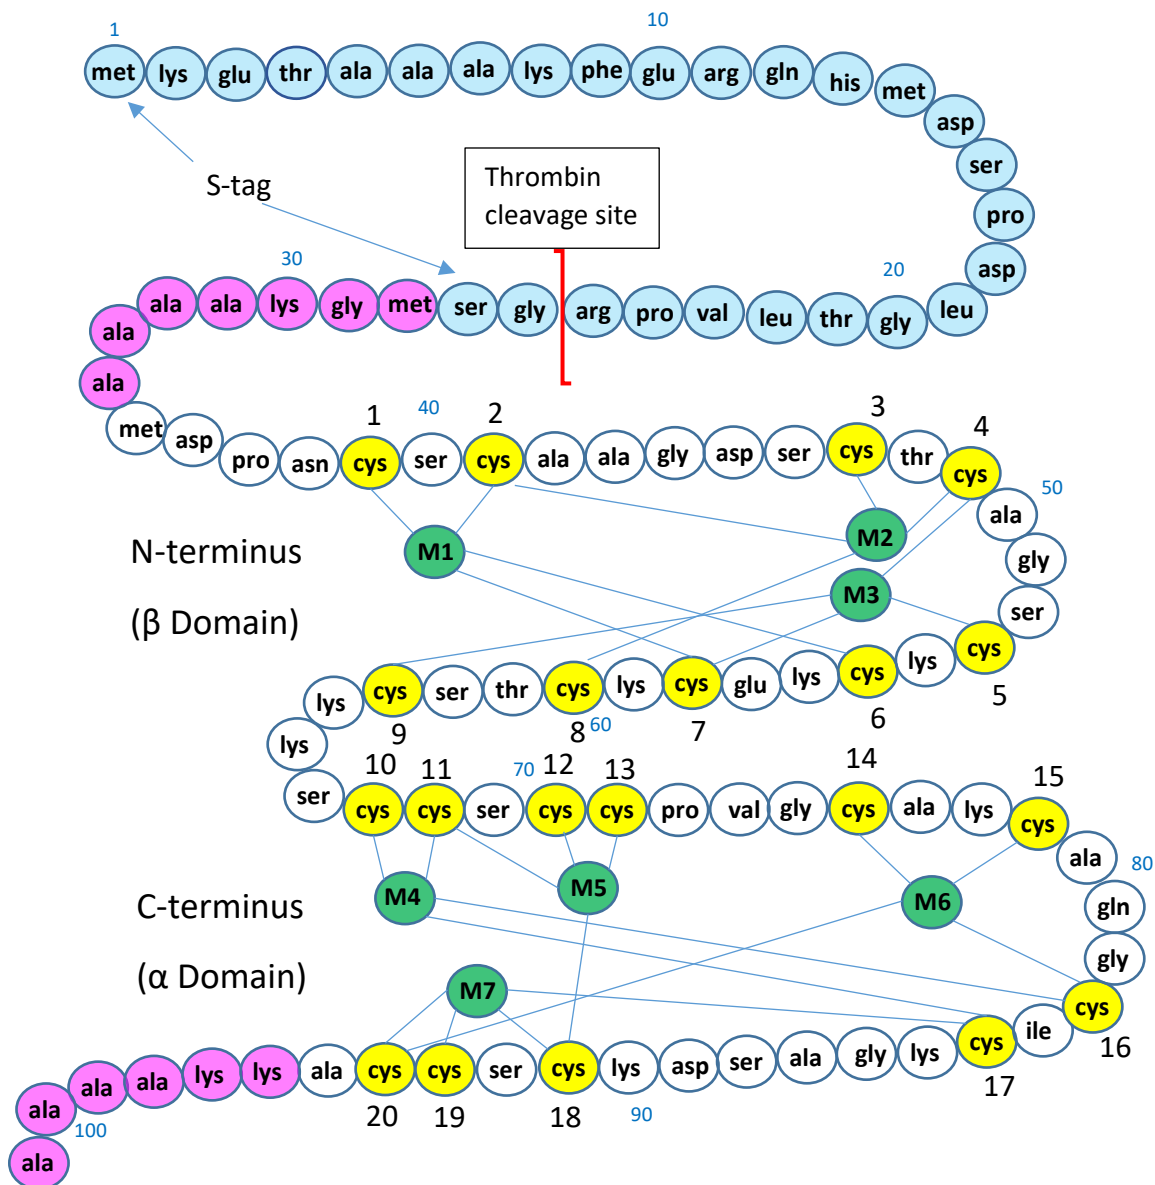 1 10
met lys glu thr ala ala ala lys phe glu arg gln his met
asp
ser
pro
asp
leu
S-tag
Thrombin
cleavage site
30 20
ala ala lys gly met ser gly arg pro val leu thr gly
ala
ala
1 40 2 3 4
met asp pro asn cys ser cys ala ala gly asp ser cys thr cys
50
ala
gly
ser
M1 M2
M3
N-terminus
(β Domain)
lys cys ser thr cys lys cys glu lys cys lys cys
9 8 60 7 6 5
lys
ser
10 11 70 12 13 14 15
cys cys ser cys cys pro val gly cys ala lys cys
ala
80
gln
gly
M4 M5 M6
C-terminus
(α Domain)
M7
ala ala ala lys lys ala cys cys ser cys lys asp ser ala gly lys cys ile cys
20 19 18 90 17 16
100
ala